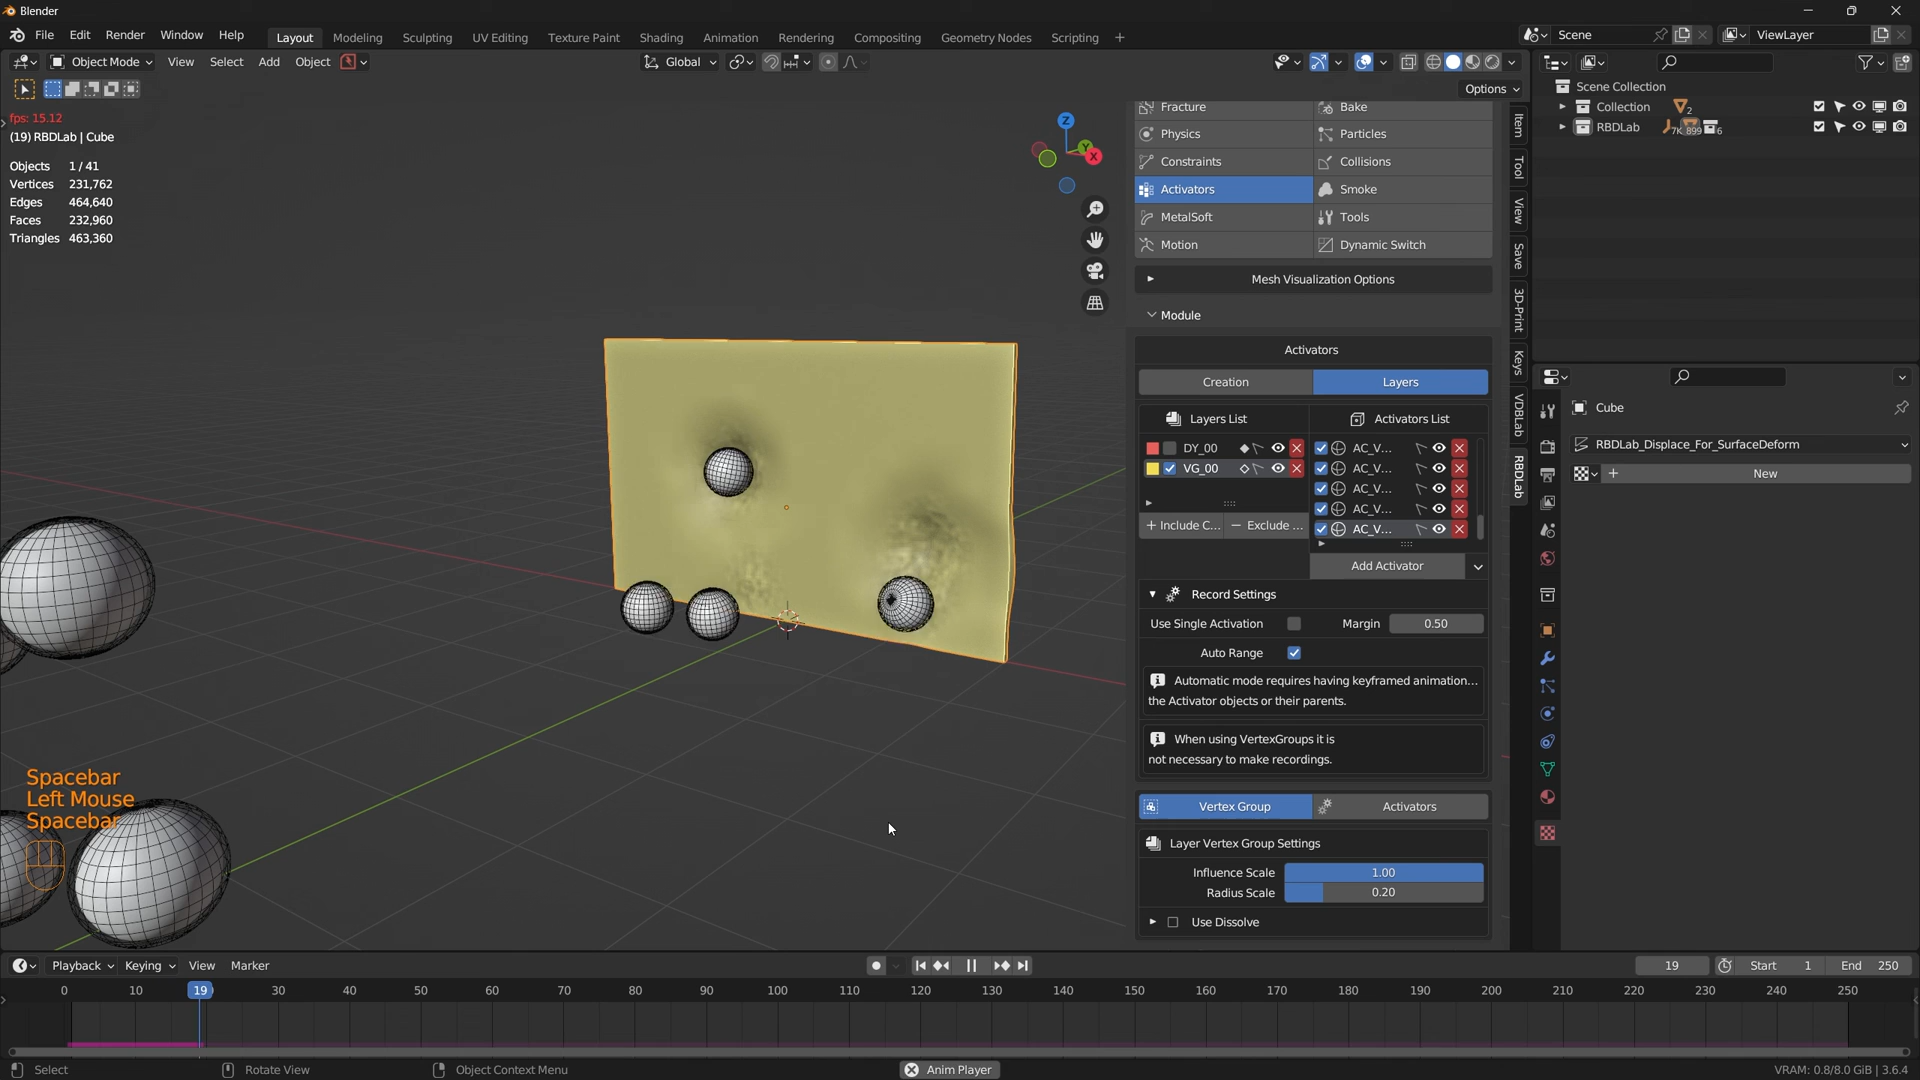 Blender
File Edit Render Window Help Layout Modeling Sculpting UV Editing Texture Paint Shading Animation Rendering Compositing Geometry Nodes Scripting + Scene ViewLayer
Object Mode View Select Add Object Global
Options
fps: 15.12
(19) RBDLab | Cube
Objects 1 / 41
Vertices 231,762
Edges 464,640
Faces 232,960
Triangles 463,360
Z
Y
X
Fracture Bake
Physics Particles
Constraints Collisions
Activators Smoke
MetalSoft Tools
Motion Dynamic Switch
Mesh Visualization Options
Module
Activators
Creation Layers
Layers List Activators List
DY_00 AC_V...
VG_00 AC_V...
AC_V...
AC_V...
+ Include C... − Exclude ... AC_V...
Add Activator
Record Settings
Use Single Activation Margin 0.50
Auto Range
Automatic mode requires having keyframed animation...
the Activator objects or their parents.
When using VertexGroups it is
not necessary to make recordings.
Vertex Group Activators
Layer Vertex Group Settings
Influence Scale 1.00
Radius Scale 0.20
Use Dissolve
Item
Tool
View
Save
3D-Print
Keys
VDBLab
RBDLab
Scene Collection
Collection 2
RBDLab 7K 899 6
Cube
RBDLab_Displace_For_SurfaceDeform
+ New
Spacebar
Left Mouse
Spacebar
Playback Keying View Marker 19 Start 1 End 250
0 10 19 30 40 50 60 70 80 90 100 110 120 130 140 150 160 170 180 190 200 210 220 230 240 250
Select Rotate View Object Context Menu Anim Player VRAM: 0.8/8.0 GiB | 3.6.4